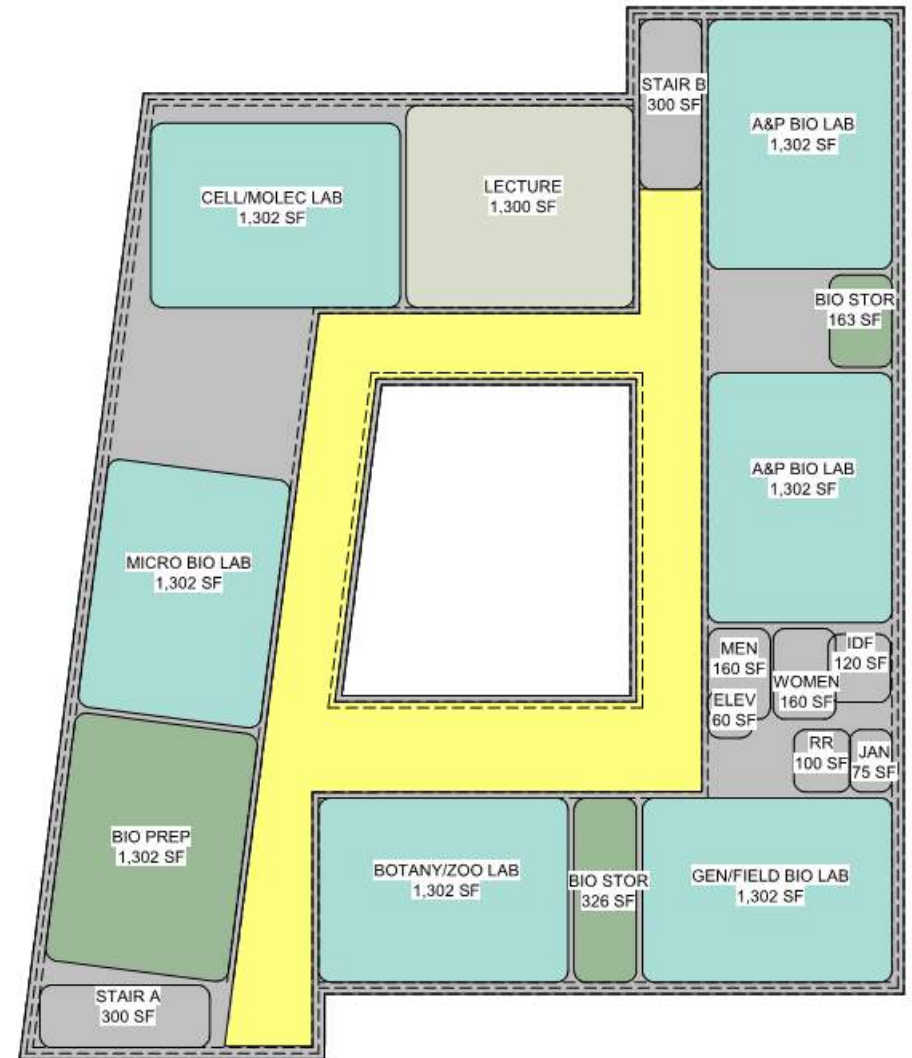 STAIR B
300 SF
A&P BIO LAB
1,302 SF
CELL/MOLEC LAB
1,302 SF
LECTURE
1,300 SF
BIO STOR
163 SF
A&P BIO LAB
1,302 SF
MICRO BIO LAB
1,302 SF
MEN
160 SF
IDF
120 SF
WOMEN
160 SF
ELEV
60 SF
RR
100 SF
JAN
75 SF
BIO PREP
1,302 SF
BOTANY/ZOO LAB
1,302 SF
BIO STOR
326 SF
GEN/FIELD BIO LAB
1,302 SF
STAIR A
300 SF